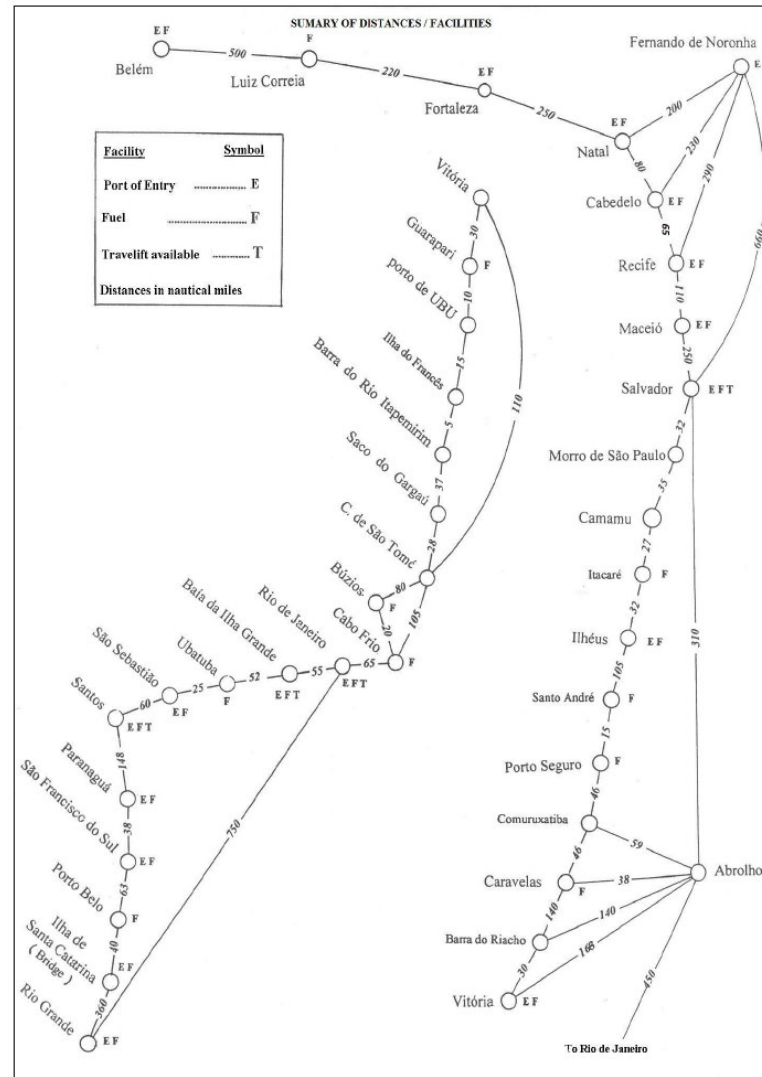 SUMARY OF DISTANCES / FACILITIES
E F
Belém
500
F
Luiz Correia
220
E F
Fortaleza
250
E F
Natal
Fernando de Noronha
E
200
230
290
660
80
Cabedelo
E F
65
Recife
E F
110
Maceió
E F
250
Salvador
E F T
32
Morro de São Paulo
35
Camamu
27
Itacaré
F
32
Ilhéus
E F
105
Santo André
F
15
Porto Seguro
F
46
Comuruxatiba
59
46
Caravelas
F
38
Abrolho
310
140
140
Barra do Riacho
168
30
Vitória
E F
450
To Rio de Janeiro
Facility Symbol
Port of Entry .............. E
Fuel .................... F
Travelift available ........... T
Distances in nautical miles
Vitória
30
Guarapari
F
10
porto de UBU
15
Ilha do Francês
5
Barra do Rio Itapemirim
37
Saco do Gargaú
28
C. de São Tomé
110
80
Búzios
F
20
105
Cabo Frio
F
65
Rio de Janeiro
E F T
55
Baia da Ilha Grande
E F T
52
Ubatuba
F
25
São Sebastião
E F
60
Santos
E F T
148
Paranaguá
E F
38
São Francisco do Sul
E F
63
Porto Belo
F
40
Ilha de
Santa Catarina
( Bridge )
E F
360
Rio Grande
E F
750